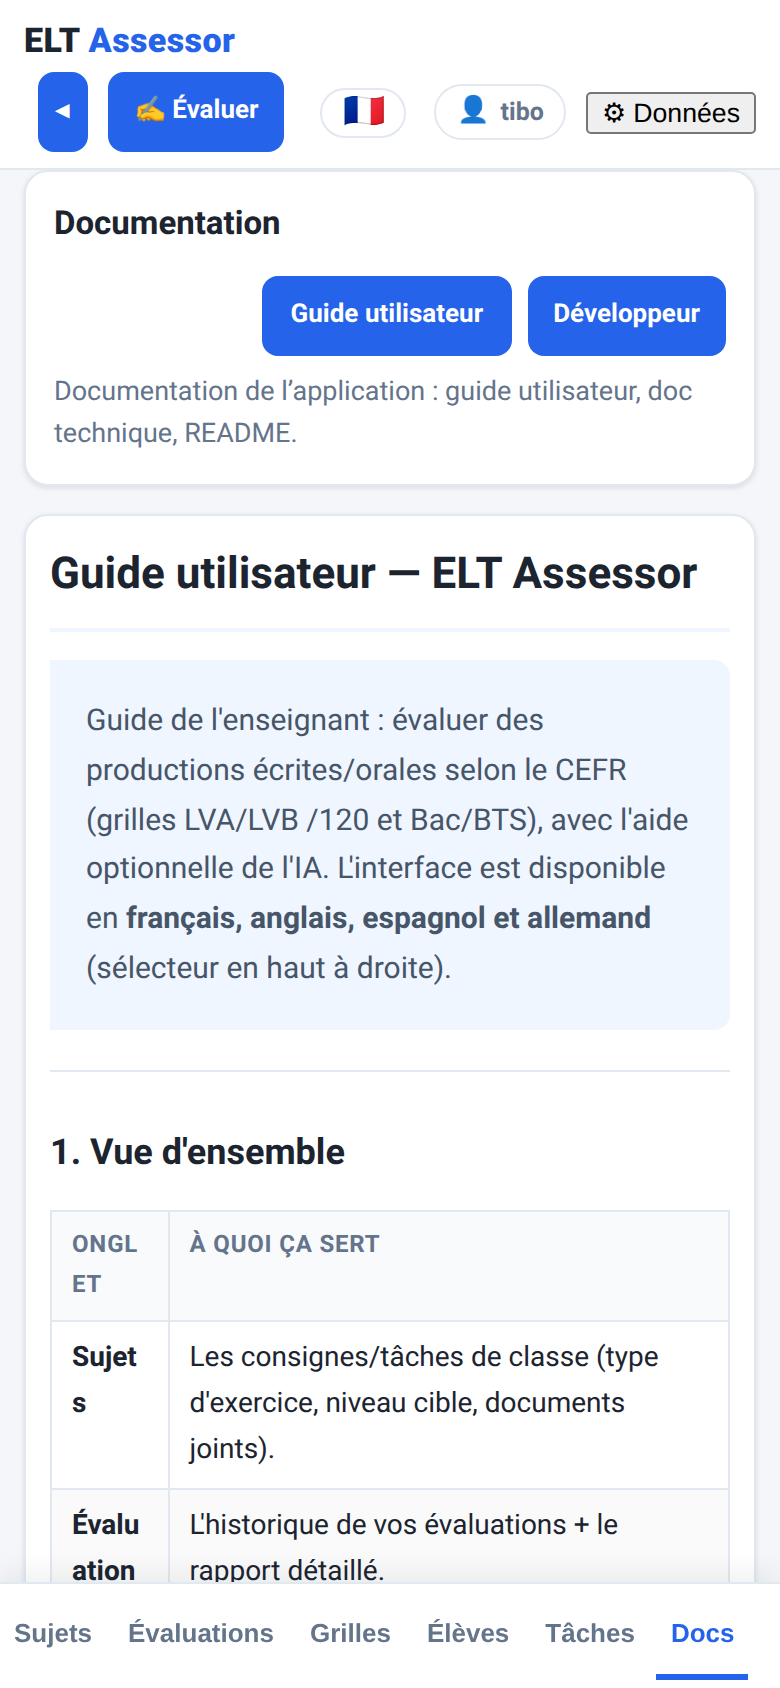 ELT Assessor
◄
✍️ Évaluer
👤 tibo
⚙ Données
Documentation
Guide utilisateur
Développeur
Documentation de l’application : guide utilisateur, doc
technique, README.
Guide utilisateur — ELT Assessor
Guide de l'enseignant : évaluer des
productions écrites/orales selon le CEFR
(grilles LVA/LVB /120 et Bac/BTS), avec l'aide
optionnelle de l'IA. L'interface est disponible
en français, anglais, espagnol et allemand
(sélecteur en haut à droite).
1. Vue d'ensemble
ONGL
ET
À QUOI ÇA SERT
Sujet
s
Les consignes/tâches de classe (type
d'exercice, niveau cible, documents
joints).
Évalu
ation
L'historique de vos évaluations + le
rapport détaillé.
Sujets
Évaluations
Grilles
Élèves
Tâches
Docs